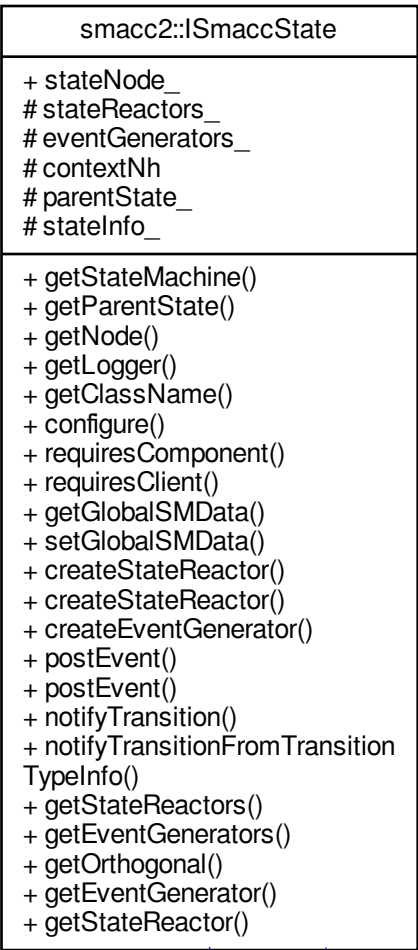 smacc2::ISmaccState
+ stateNode_
# stateReactors_
# eventGenerators_
# contextNh
# parentState_
# stateInfo_
+ getStateMachine()
+ getParentState()
+ getNode()
+ getLogger()
+ getClassName()
+ configure()
+ requiresComponent()
+ requiresClient()
+ getGlobalSMData()
+ setGlobalSMData()
+ createStateReactor()
+ createStateReactor()
+ createEventGenerator()
+ postEvent()
+ postEvent()
+ notifyTransition()
+ notifyTransitionFromTransition
TypeInfo()
+ getStateReactors()
+ getEventGenerators()
+ getOrthogonal()
+ getEventGenerator()
+ getStateReactor()